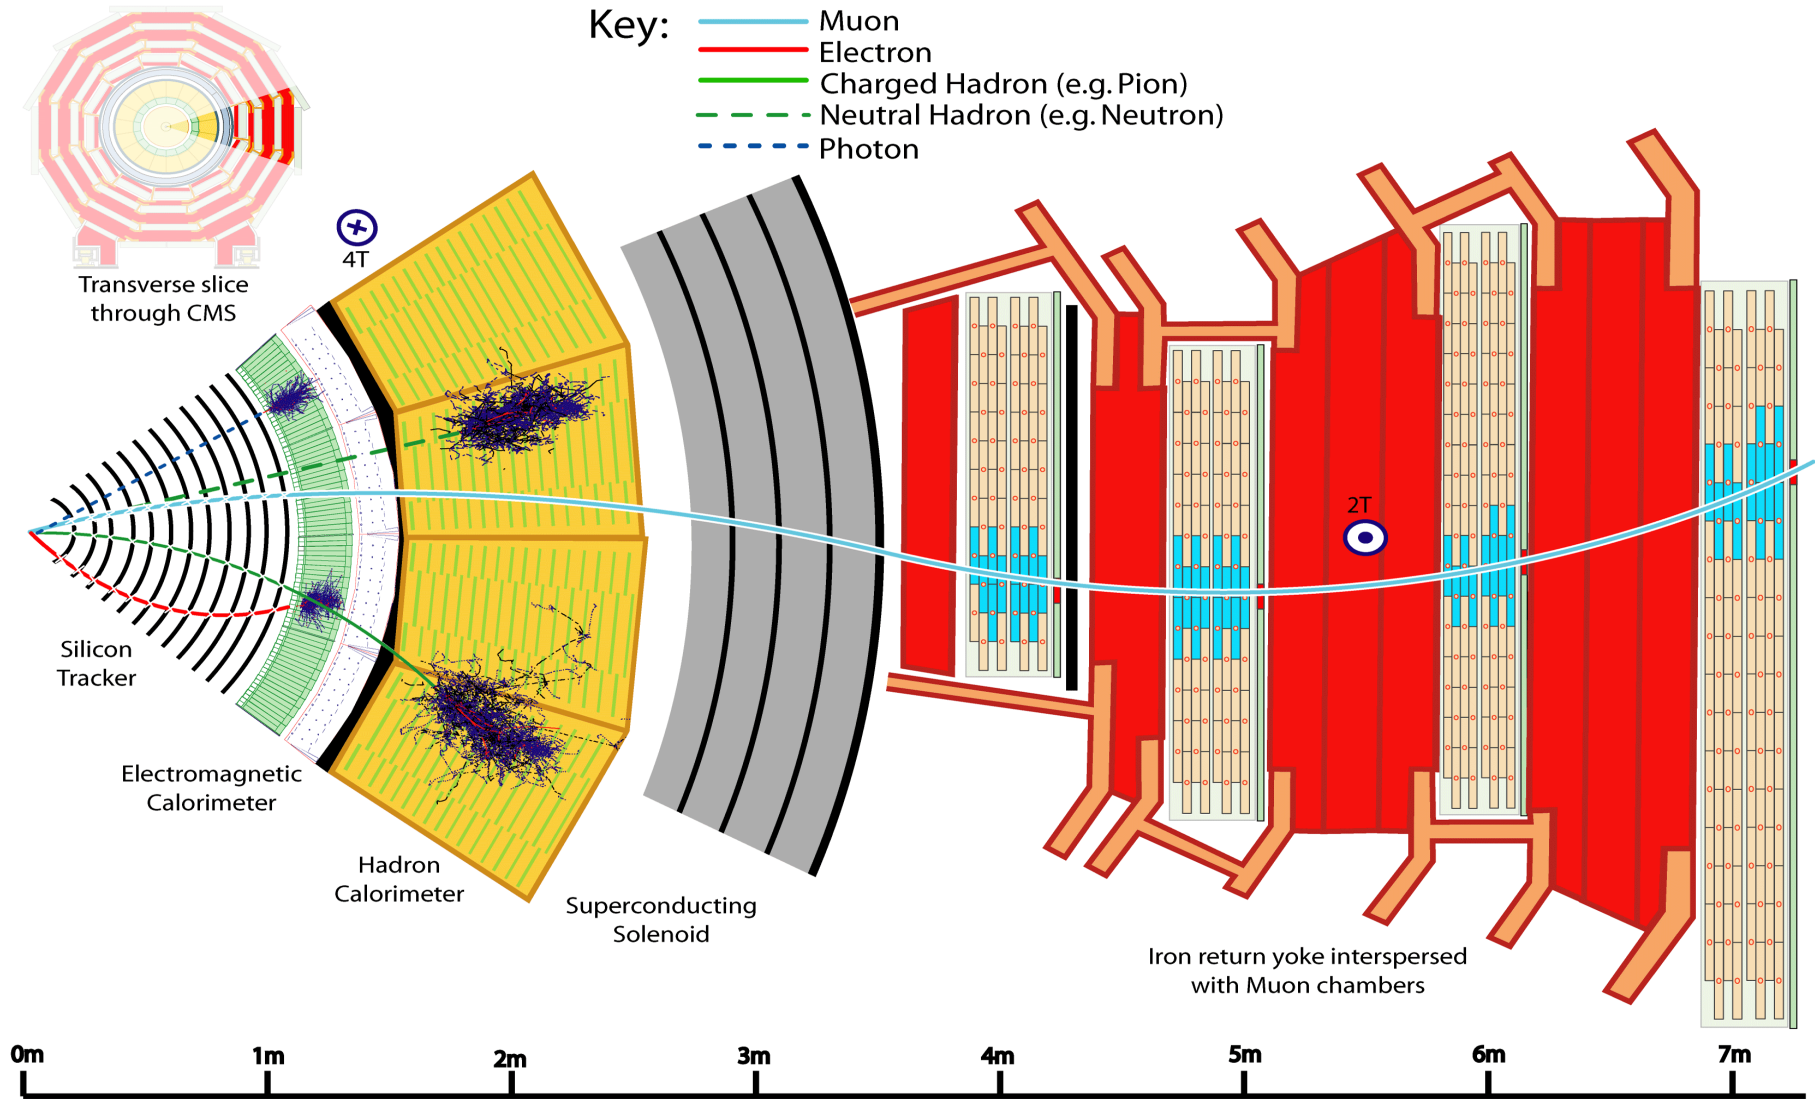 Key:
Muon
Electron
Charged Hadron (e.g. Pion)
Neutral Hadron (e.g. Neutron)
Photon
4T
Transverse slice
through CMS
2T
Silicon
Tracker
Electromagnetic
Calorimeter
Hadron
Calorimeter
Superconducting
Solenoid
Iron return yoke interspersed
with Muon chambers
0m 1m 2m 3m 4m 5m 6m 7m